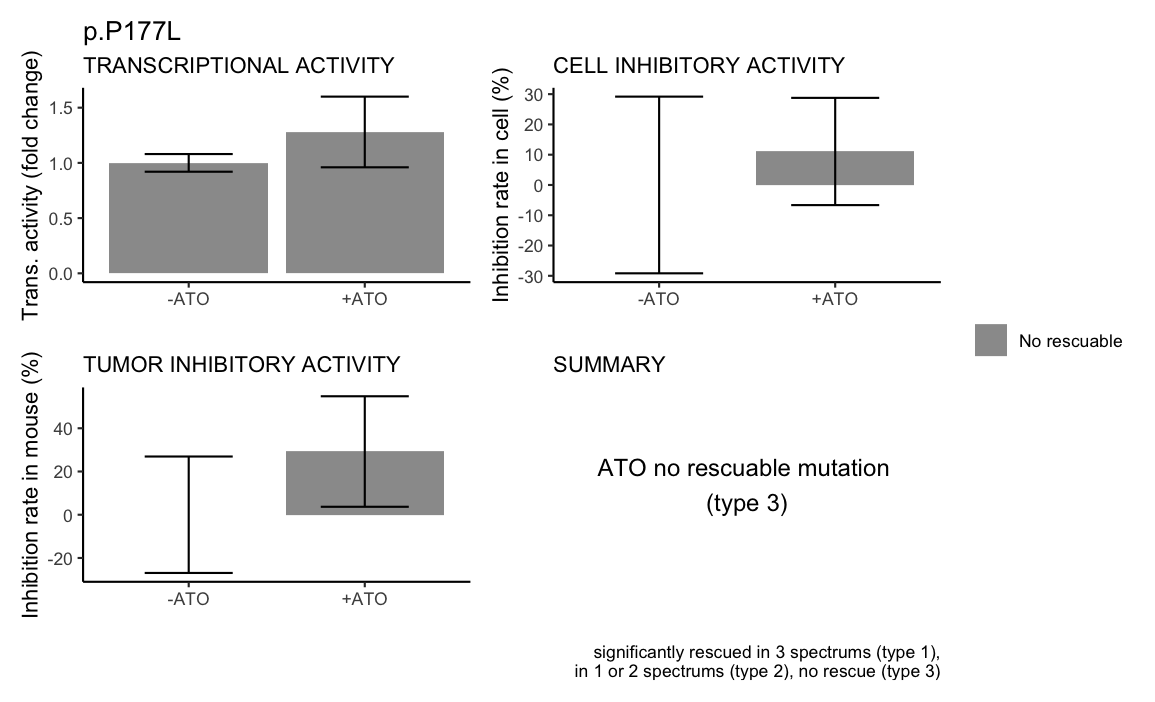 p.P177L
TRANSCRIPTIONAL ACTIVITY
Trans. activity (fold change)
1.5
1.0
0.5
0.0
-ATO
+ATO
CELL INHIBITORY ACTIVITY
Inhibition rate in cell (%)
30
20
10
0
-10
-20
-30
-ATO
+ATO
No rescuable
TUMOR INHIBITORY ACTIVITY
Inhibition rate in mouse (%)
40
20
0
-20
-ATO
+ATO
SUMMARY
ATO no rescuable mutation
(type 3)
significantly rescued in 3 spectrums (type 1),
in 1 or 2 spectrums (type 2), no rescue (type 3)